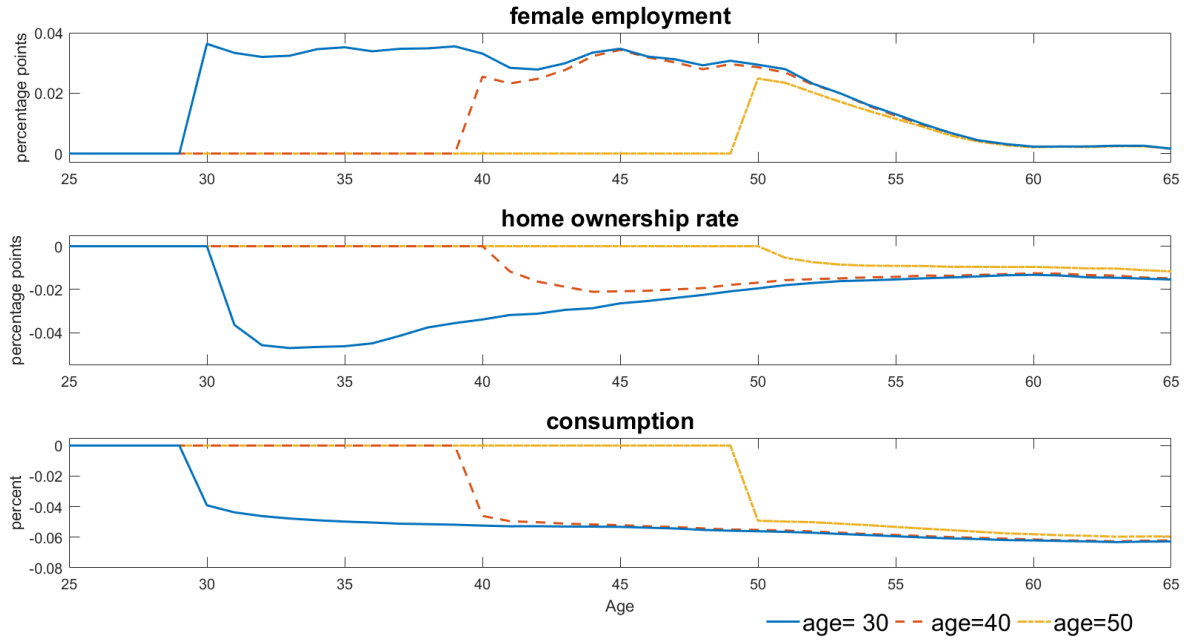 female employment
percentage points
0.04
0.02
0
25 30 35 40 45 50 55 60 65
home ownership rate
percentage points
0
-0.02
-0.04
25 30 35 40 45 50 55 60 65
consumption
percent
0
-0.02
-0.04
-0.06
-0.08
25 30 35 40 45 50 55 60 65
Age
age= 30 age=40 age=50